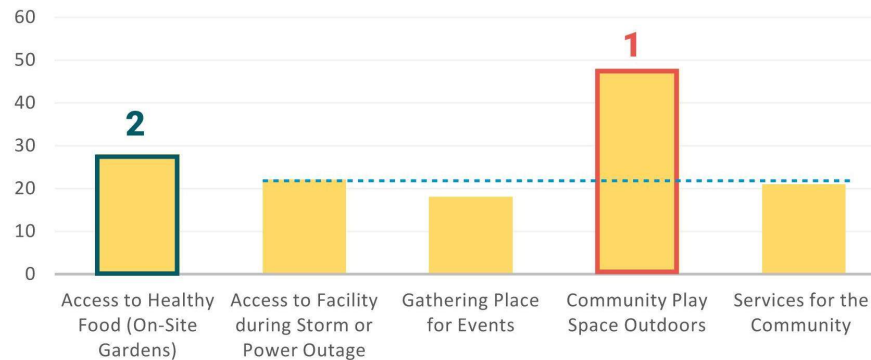 60
50
40
30
20
10
0
2
1
Access to Healthy
Food (On-Site
Gardens)
Access to Facility
during Storm or
Power Outage
Gathering Place
for Events
Community Play
Space Outdoors
Services for the
Community